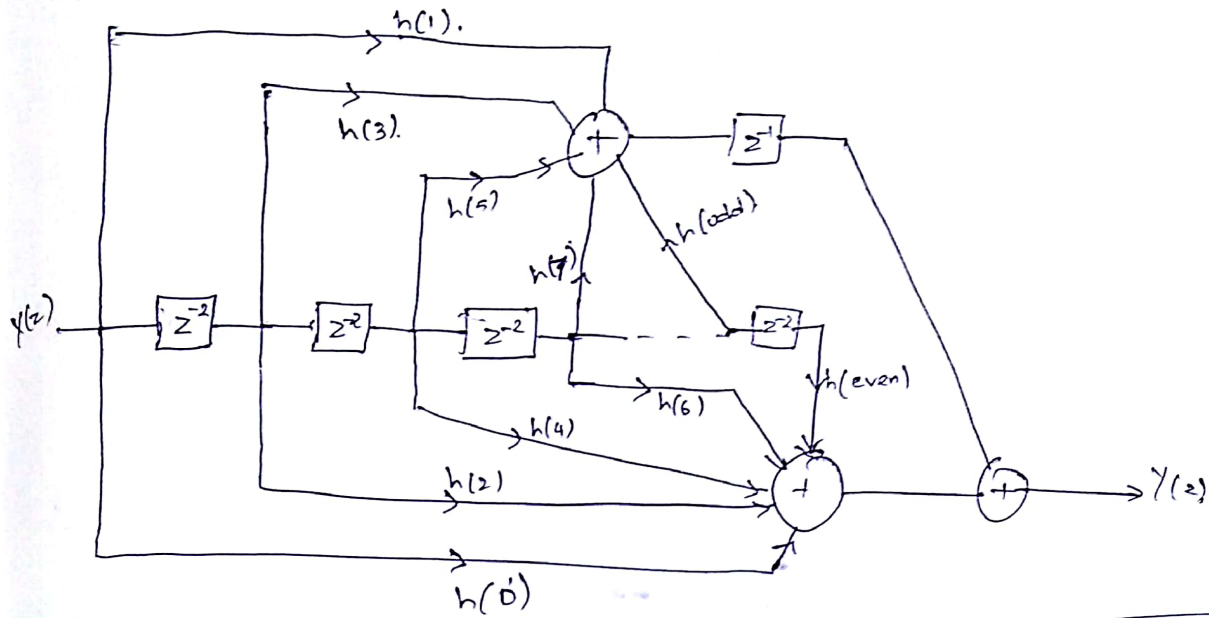 h(1).
h(3).
+
z⁻¹
h(5)
h(odd)
h(7)
Y(z)
z⁻²
z⁻²
z⁻²
z⁻²
h(even)
h(6)
h(4)
h(2)
+
+
Y(z)
h(0)